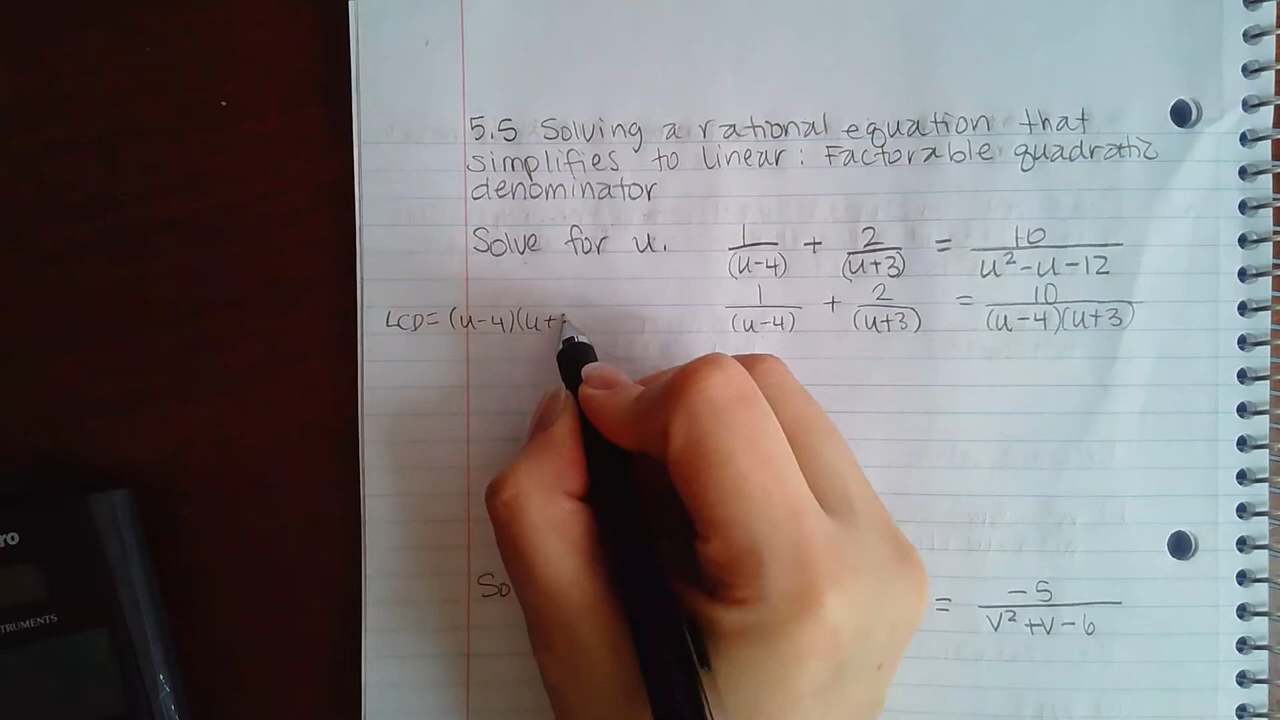 5.5 Solving a rational equation that
simplifies to linear: Factorable quadratic
denominator
Solve for u. 1/(u-4) + 2/(u+3) = 10/(u²-u-12)
1/(u-4) + 2/(u+3) = 10/((u-4)(u+3))
LCD= (u-4)(u+
= -5/(v²+v-6)